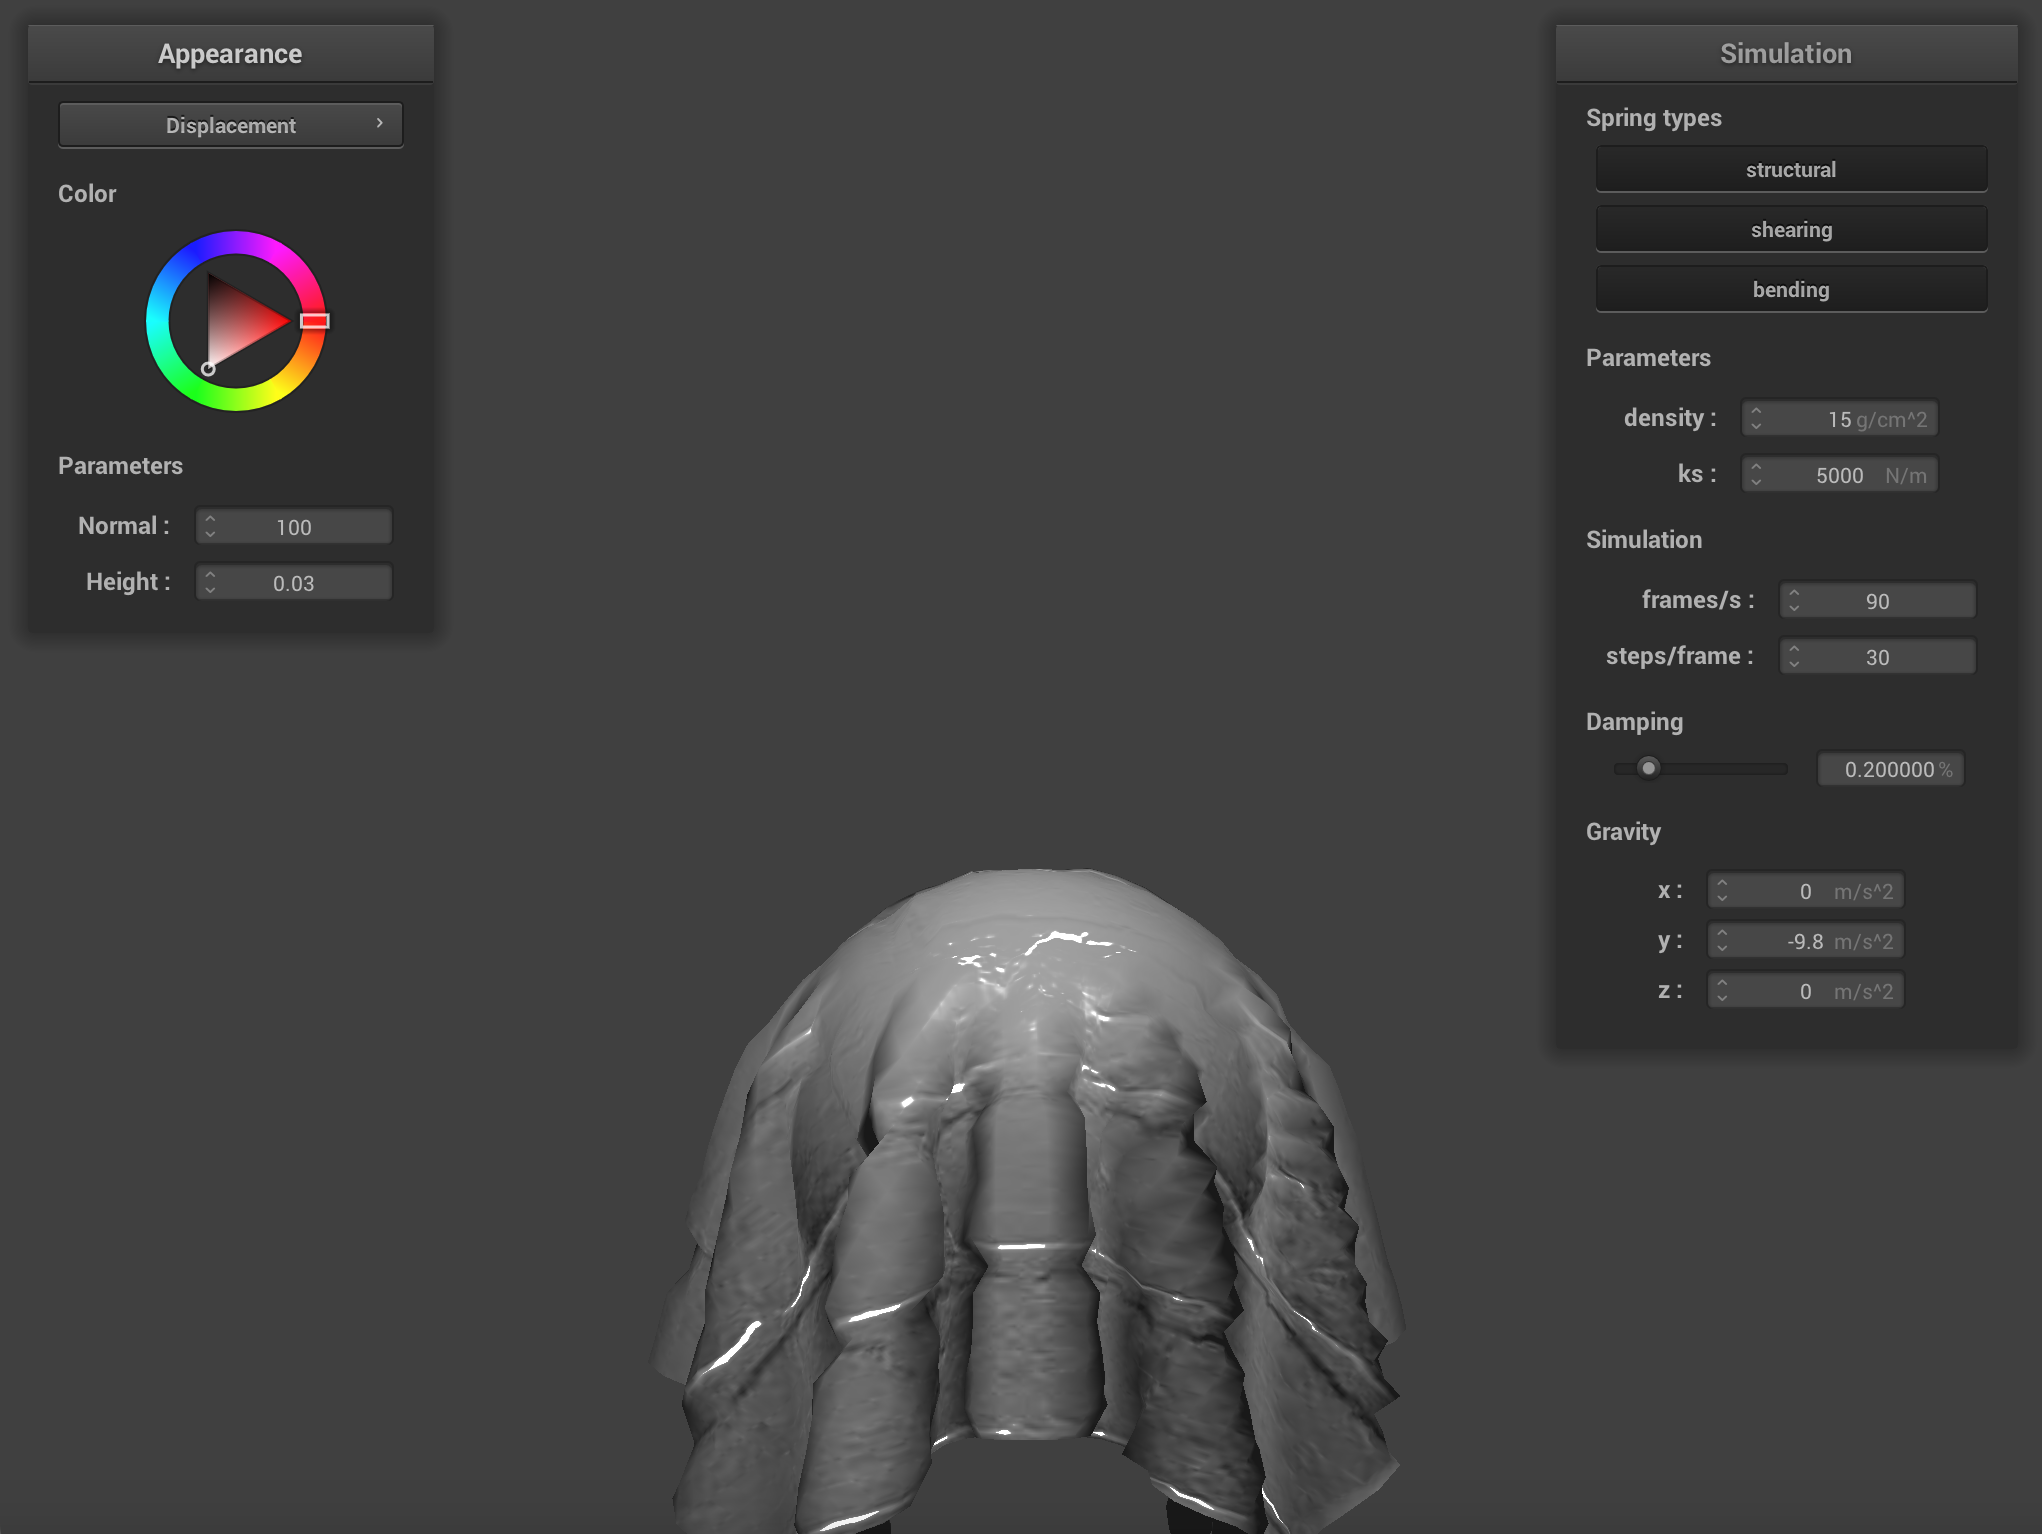 Appearance
Displacement
Color
Parameters
Normal : 100
Height : 0.03
Simulation
Spring types
structural
shearing
bending
Parameters
density : 15 g/cm^2
ks : 5000 N/m
Simulation
frames/s : 90
steps/frame : 30
Damping
0.200000 %
Gravity
x : 0 m/s^2
y : -9.8 m/s^2
z : 0 m/s^2